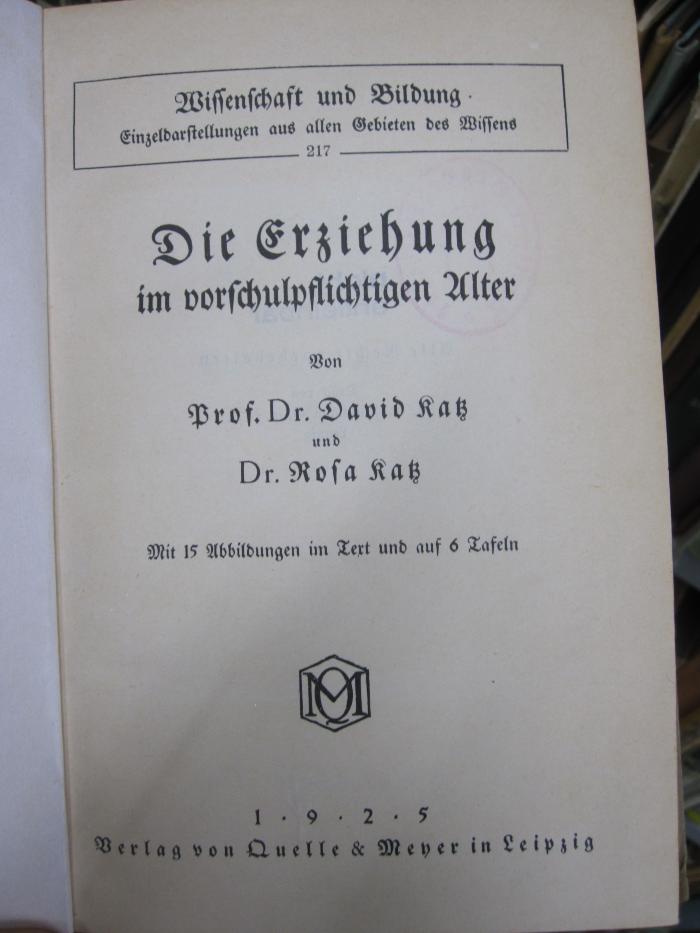 Wissenschaft und Bildung
Einzeldarstellungen aus allen Gebieten des Wissens
217
Die Erziehung
im vorschulpflichtigen Alter
Von
Prof. Dr. David Katz
und
Dr. Rosa Katz
Mit 15 Abbildungen im Text und auf 6 Tafeln
QM
1 · 9 · 2 · 5
Verlag von Quelle & Meyer in Leipzig